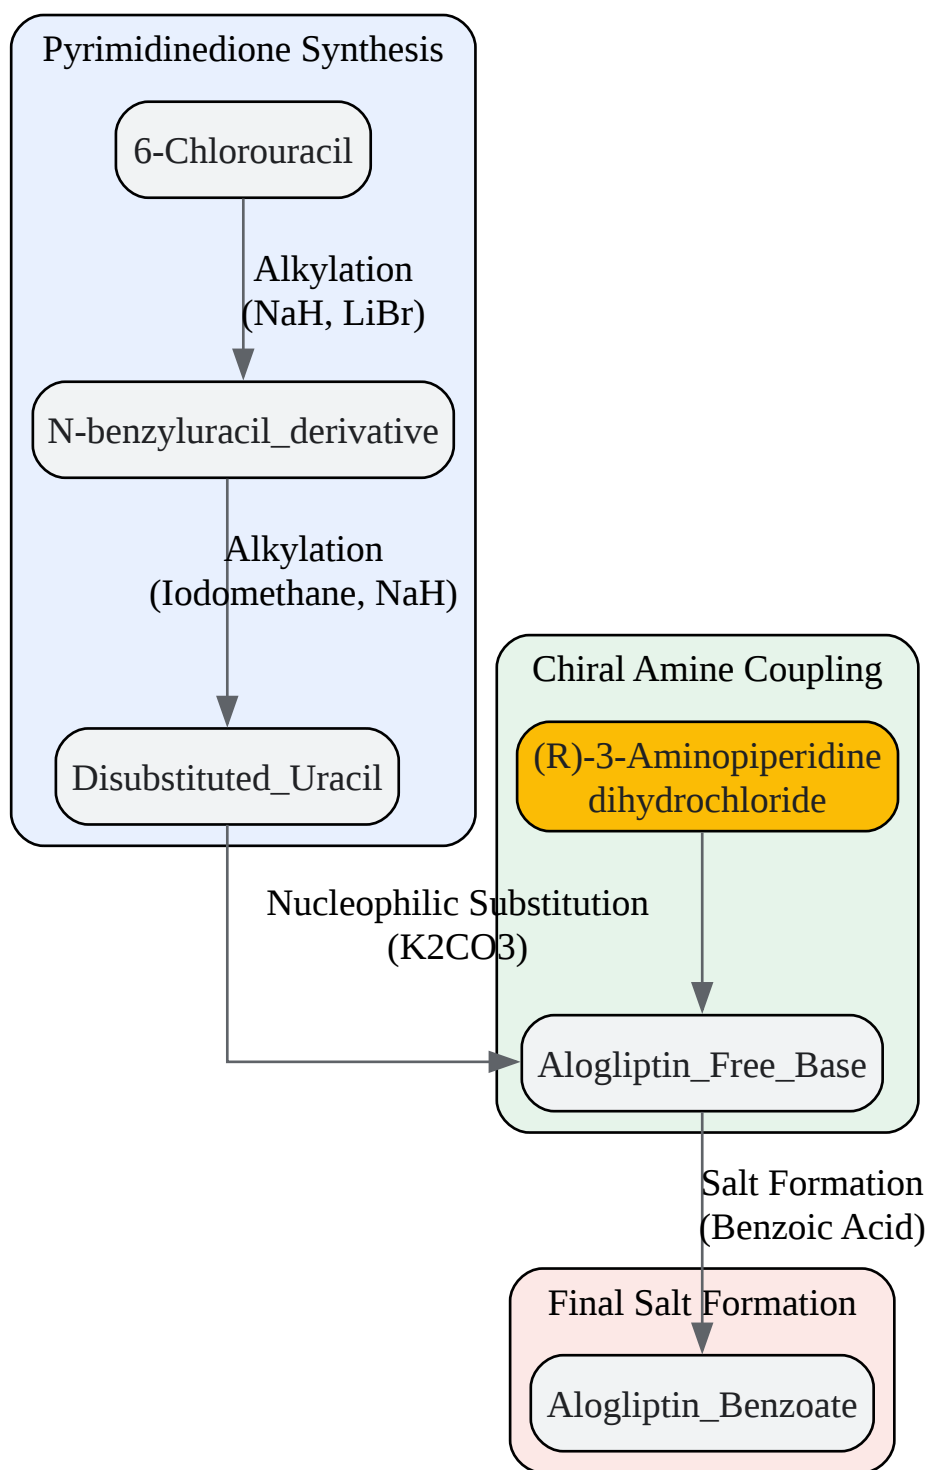 Pyrimidinedione Synthesis
6-Chlorouracil
Alkylation
(NaH, LiBr)
N-benzyluracil_derivative
Alkylation
(Iodomethane, NaH)
Disubstituted_Uracil
Chiral Amine Coupling
(R)-3-Aminopiperidine
dihydrochloride
Nucleophilic Substitution
(K2CO3)
Alogliptin_Free_Base
Salt Formation
(Benzoic Acid)
Final Salt Formation
Alogliptin_Benzoate